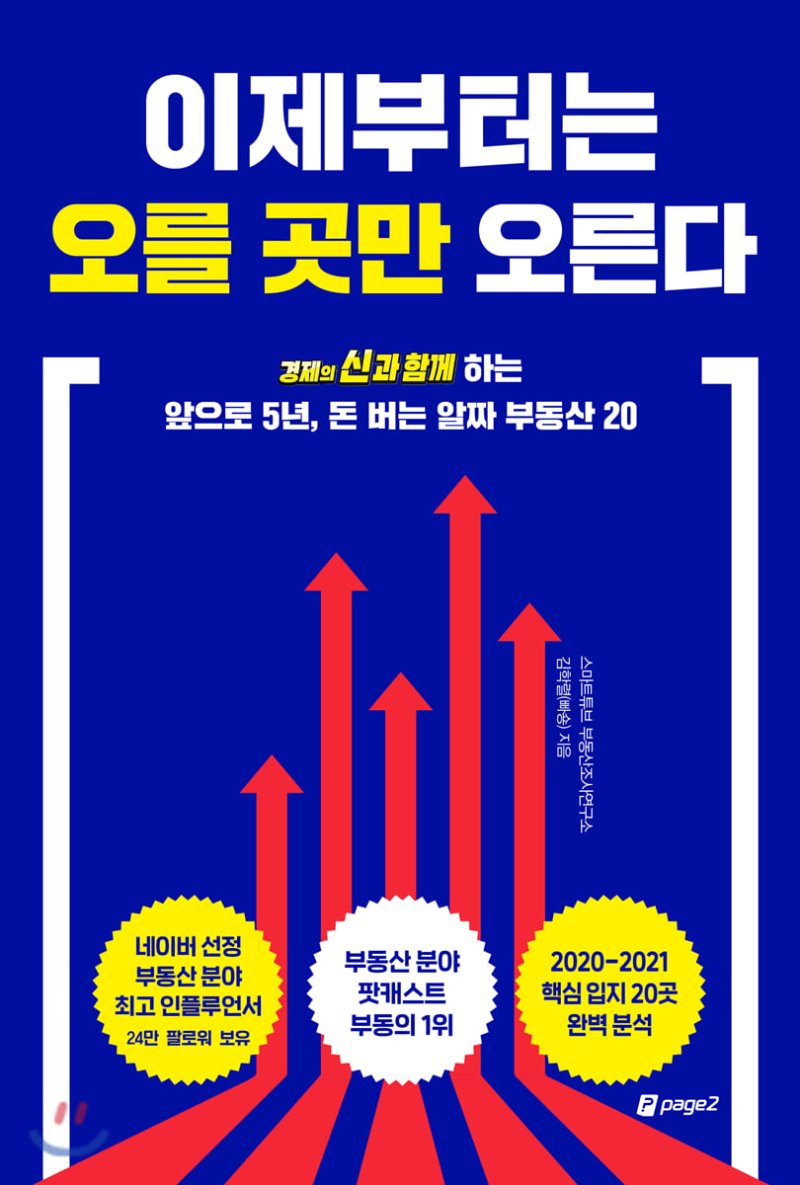 이제부터는
오를 곳만 오른다
경제의 신과 함께 하는
앞으로 5년, 돈 버는 알짜 부동산 20
스마트튜브 부동산조사연구소
김학렬(빠숑) 지음
네이버 선정
부동산 분야
최고 인플루언서
24만 팔로워 보유
부동산 분야
팟캐스트
부동의 1위
2020-2021
핵심 입지 20곳
완벽 분석
page2